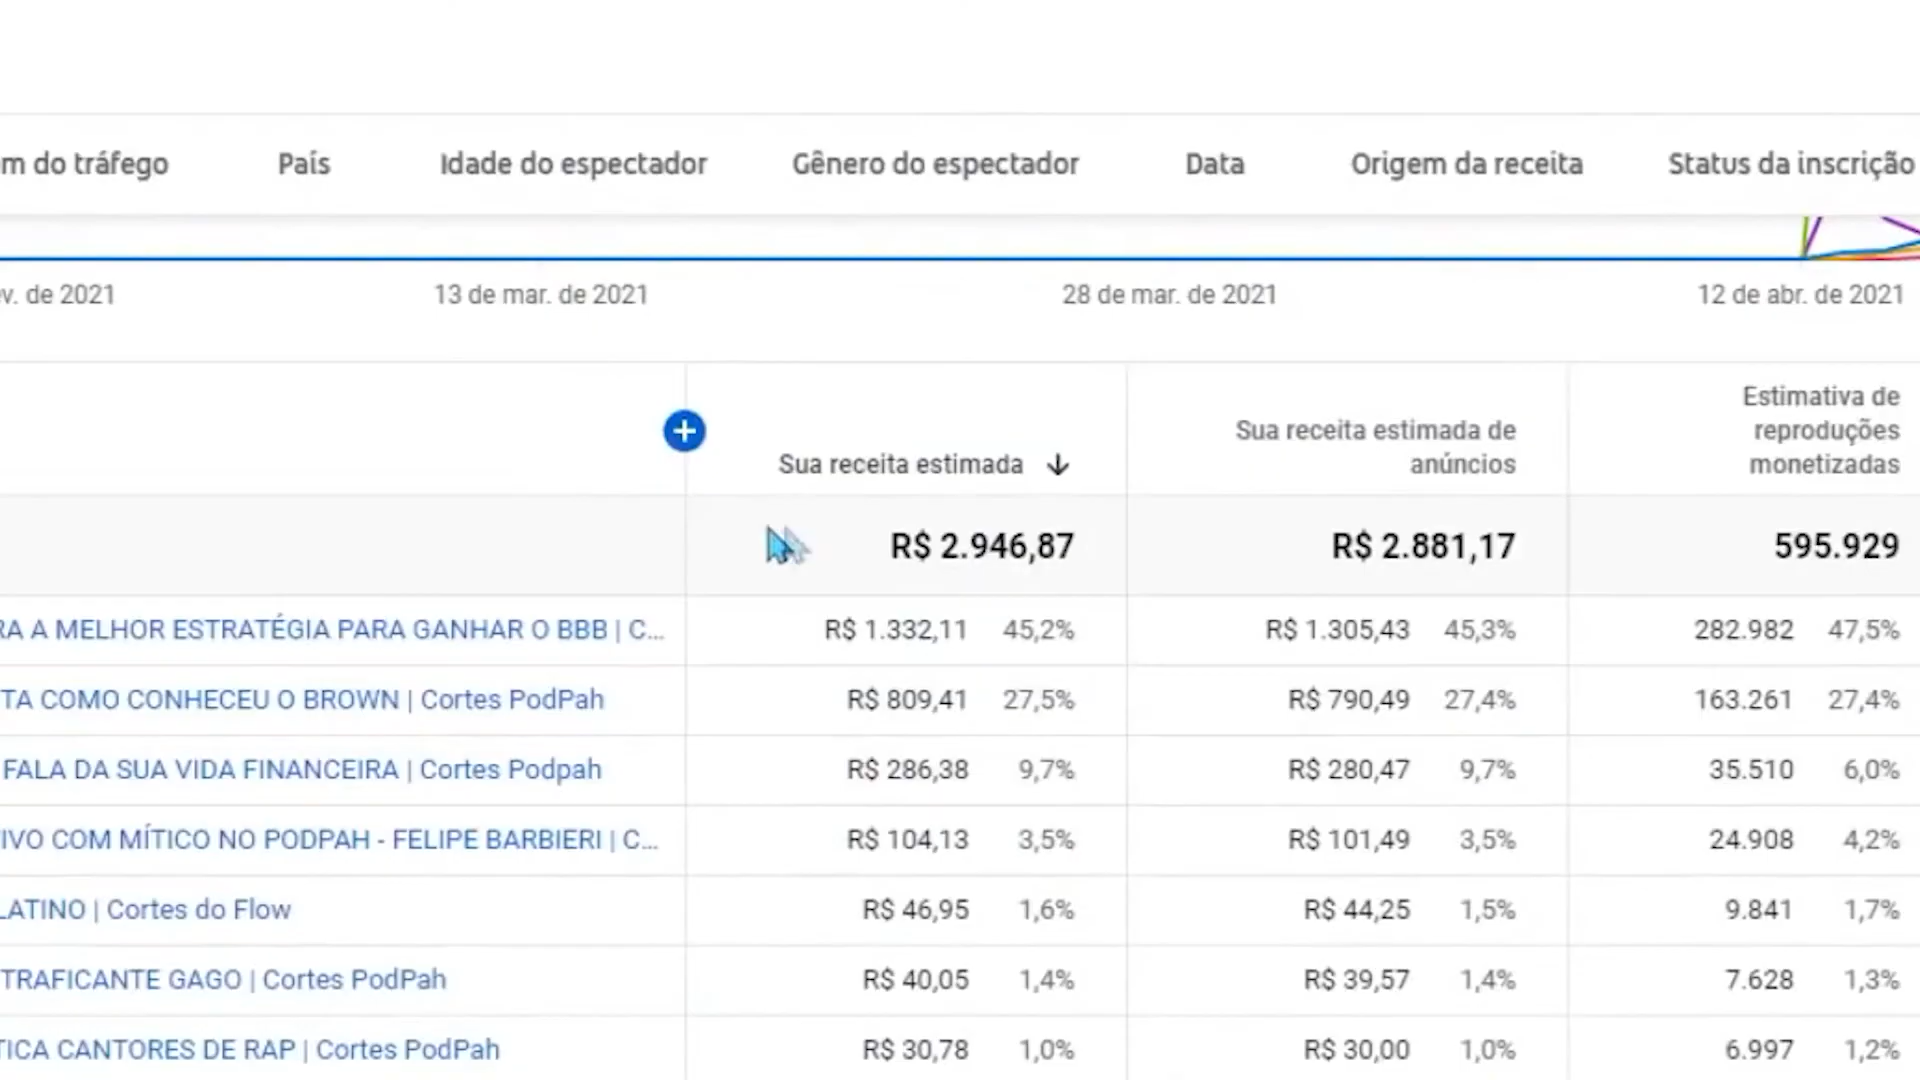 m do tráfego País Idade do espectador Gênero do espectador Data Origem da receita Status da inscrição
v. de 2021 13 de mar. de 2021 28 de mar. de 2021 12 de abr. de 2021
Sua receita estimada
Sua receita estimada de
anúncios
Estimativa de
reproduções
monetizadas
R$ 2.946,87 R$ 2.881,17 595.929
RA A MELHOR ESTRATÉGIA PARA GANHAR O BBB | C... R$ 1.332,11 45,2% R$ 1.305,43 45,3% 282.982 47,5%
TA COMO CONHECEU O BROWN | Cortes PodPah R$ 809,41 27,5% R$ 790,49 27,4% 163.261 27,4%
FALA DA SUA VIDA FINANCEIRA | Cortes Podpah R$ 286,38 9,7% R$ 280,47 9,7% 35.510 6,0%
IVO COM MÍTICO NO PODPAH - FELIPE BARBIERI | C... R$ 104,13 3,5% R$ 101,49 3,5% 24.908 4,2%
LATINO | Cortes do Flow R$ 46,95 1,6% R$ 44,25 1,5% 9.841 1,7%
TRAFICANTE GAGO | Cortes PodPah R$ 40,05 1,4% R$ 39,57 1,4% 7.628 1,3%
TICA CANTORES DE RAP | Cortes PodPah R$ 30,78 1,0% R$ 30,00 1,0% 6.997 1,2%